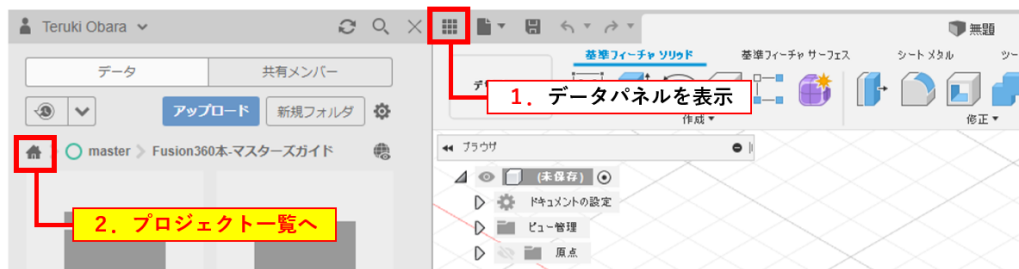 Teruki Obara
無題
データ
共有メンバー
アップロード
新規フォルダ
master
Fusion360本-マスターズガイド
2. プロジェクト一覧へ
基準フィーチャ ソリッド
基準フィーチャ サーフェス
シート メタル
ツー
デ
1. データパネルを表示
作成
修正
ブラウザ
(未保存)
ドキュメントの設定
ビュー管理
原点